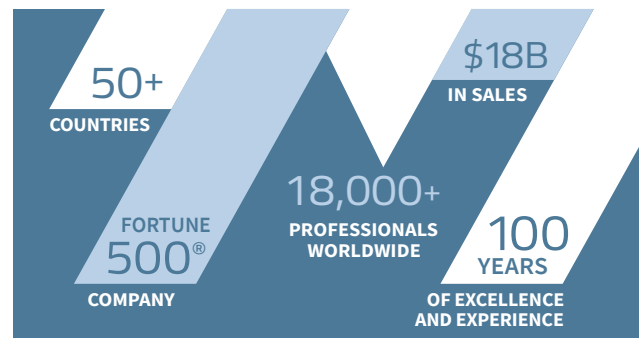 50+
COUNTRIES
FORTUNE
500®
COMPANY
18,000+
PROFESSIONALS
WORLDWIDE
$18B
IN SALES
100
YEARS
OF EXCELLENCE
AND EXPERIENCE